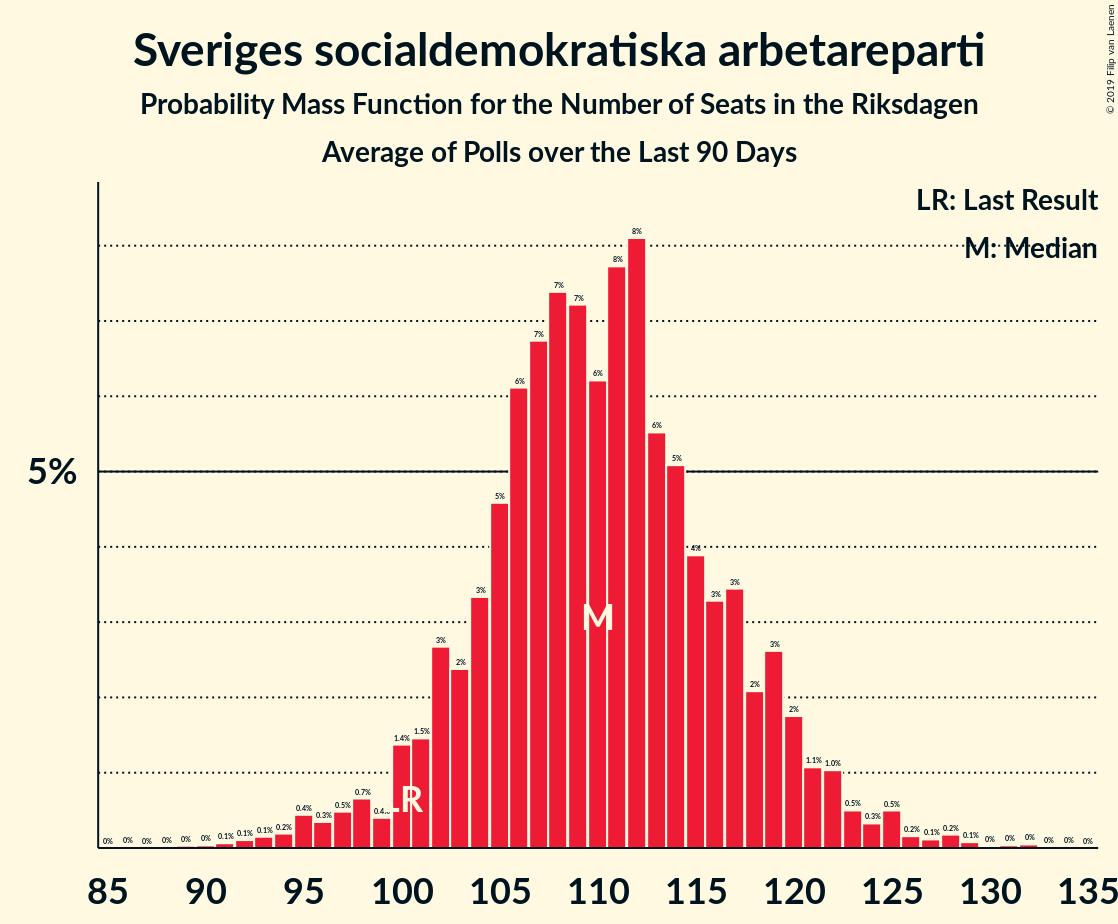 Sveriges socialdemokratiska arbetareparti
Probability Mass Function for the Number of Seats in the Riksdagen
Average of Polls over the Last 90 Days
© 2019 Filip van Laenen
LR: Last Result
M: Median
5%
0% 0% 0% 0% 0% 0% 0.1% 0.1% 0.1% 0.2% 0.4% 0.3% 0.5% 0.7% 0.4% 1.4% 1.5% 3% 2% 3% 5% 6% 7% 7% 7% 6% 8% 8% 6% 5% 4% 3% 3% 2% 3% 2% 1.1% 1.0% 0.5% 0.3% 0.5% 0.2% 0.1% 0.2% 0.1% 0% 0% 0% 0% 0% 0%
M
LR
85 90 95 100 105 110 115 120 125 130 135